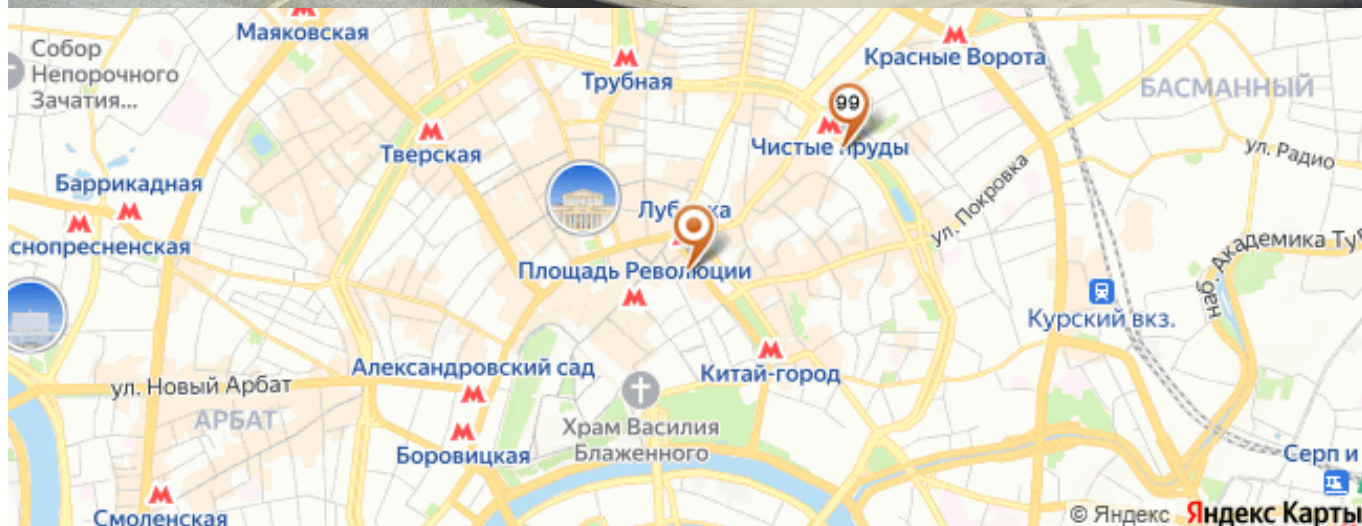 Маяковская
Собор
Непорочного
Зачатия...
Трубная
Красные Ворота
БАСМАННЫЙ
99
Тверская
Чистые пруды
ул. Радио
Баррикадная
ул. Покровка
Лубянка
снопресненская
Площадь Революции
наб. Академика Туп
Курский вкз.
Александровский сад
Китай-город
ул. Новый Арбат
АРБАТ
Храм Василия
Блаженного
Боровицкая
Серп и
Смоленская
© Яндекс Яндекс Карты